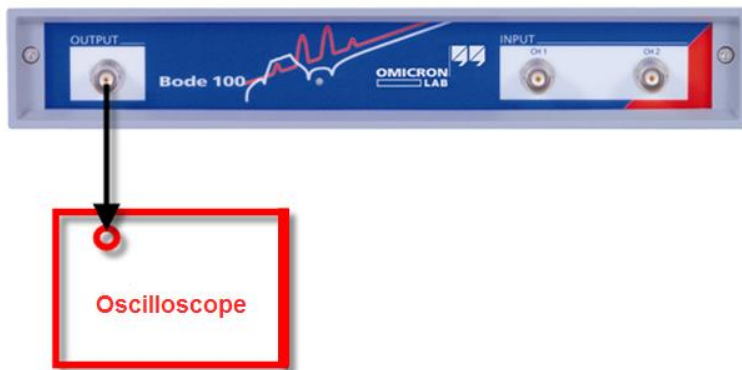 OUTPUT
INPUT
CH 1
CH 2
Bode 100
OMICRON
LAB
Oscilloscope